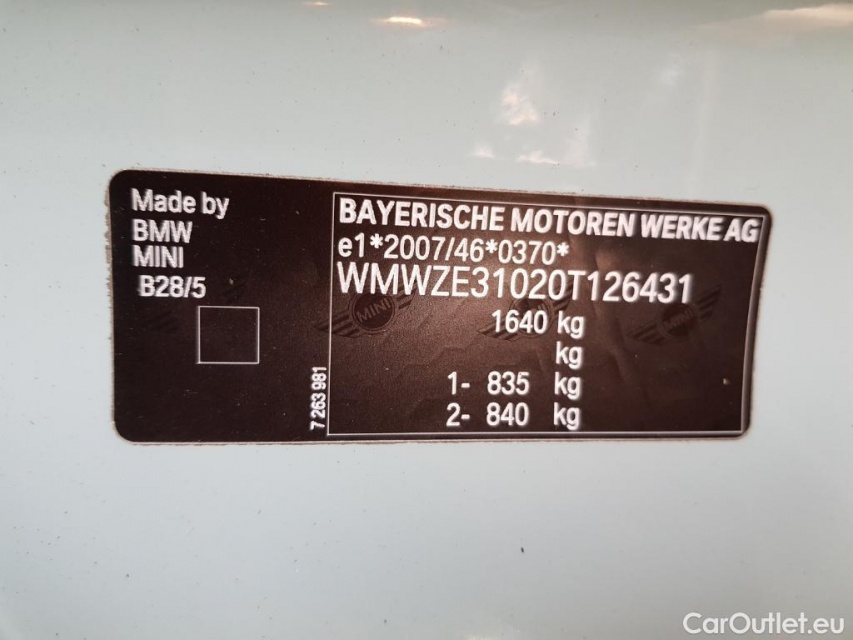 Made by
BMW
MINI
B28/5
7 263 981
BAYERISCHE MOTOREN WERKE AG
e1*2007/46*0370*
WMWZE31020T126431
1640 kg
kg
1- 835 kg
2- 840 kg
MINI
CarOutlet.eu